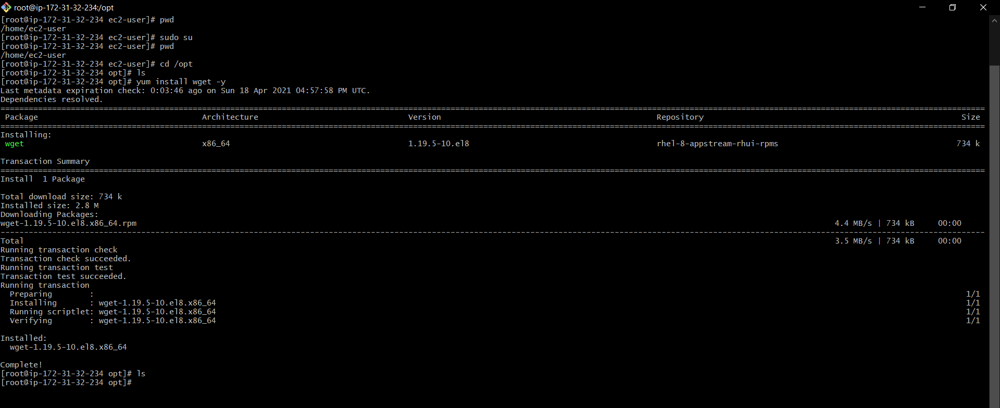 root@ip-172-31-32-234:/opt
[root@ip-172-31-32-234 ec2-user]# pwd
/home/ec2-user
[root@ip-172-31-32-234 ec2-user]# sudo su
[root@ip-172-31-32-234 ec2-user]# pwd
/home/ec2-user
[root@ip-172-31-32-234 ec2-user]# cd /opt
[root@ip-172-31-32-234 opt]# ls
[root@ip-172-31-32-234 opt]# yum install wget -y
Last metadata expiration check: 0:03:46 ago on Sun 18 Apr 2021 04:57:58 PM UTC.
Dependencies resolved.
Package Architecture Version Repository Size
Installing:
wget x86_64 1.19.5-10.el8 rhel-8-appstream-rhui-rpms 734 k
Transaction Summary
Install 1 Package
Total download size: 734 k
Installed size: 2.8 M
Downloading Packages:
wget-1.19.5-10.el8.x86_64.rpm 4.4 MB/s | 734 kB 00:00
Total 3.5 MB/s | 734 kB 00:00
Running transaction check
Transaction check succeeded.
Running transaction test
Transaction test succeeded.
Running transaction
Preparing : 1/1
Installing : wget-1.19.5-10.el8.x86_64 1/1
Running scriptlet: wget-1.19.5-10.el8.x86_64 1/1
Verifying : wget-1.19.5-10.el8.x86_64 1/1
Installed:
wget-1.19.5-10.el8.x86_64
Complete!
[root@ip-172-31-32-234 opt]# ls
[root@ip-172-31-32-234 opt]#